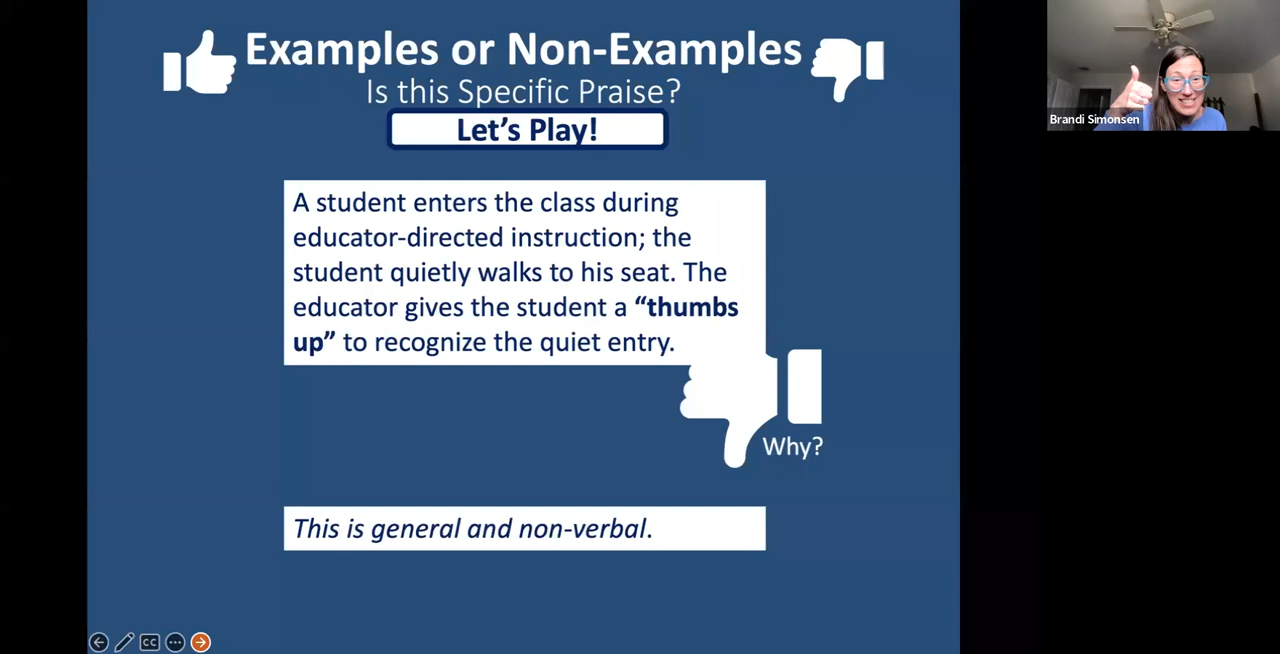 Examples or Non-Examples
Is this Specific Praise?
Let's Play!
A student enters the class during
educator-directed instruction; the
student quietly walks to his seat. The
educator gives the student a “thumbs
up” to recognize the quiet entry.
Why?
This is general and non-verbal.
Brandi Simonsen
CC